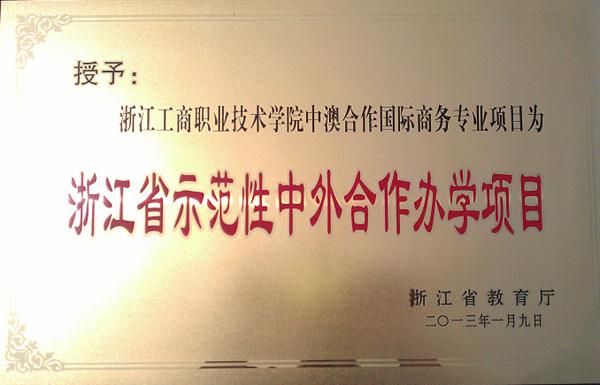 授予：
浙江工商职业技术学院中澳合作国际商务专业项目为
浙江省示范性中外合作办学项目
浙江省教育厅
二〇一三年一月九日